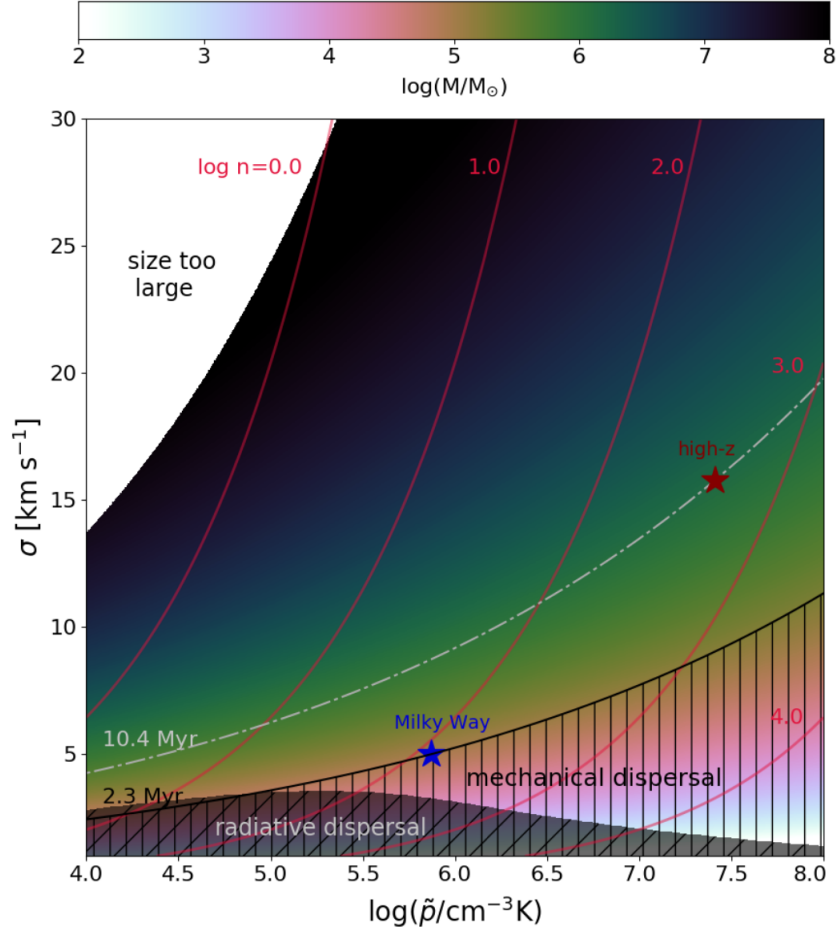 2 3 4 5 6 7 8
log(M/M☉)
30
log n=0.0 1.0 2.0
25
size too
large
20
3.0
σ [km s⁻¹]
high-z
15
10
10.4 Myr
Milky Way
4.0
5
mechanical dispersal
2.3 Myr
radiative dispersal
4.0 4.5 5.0 5.5 6.0 6.5 7.0 7.5 8.0
log(p̃/cm⁻³K)